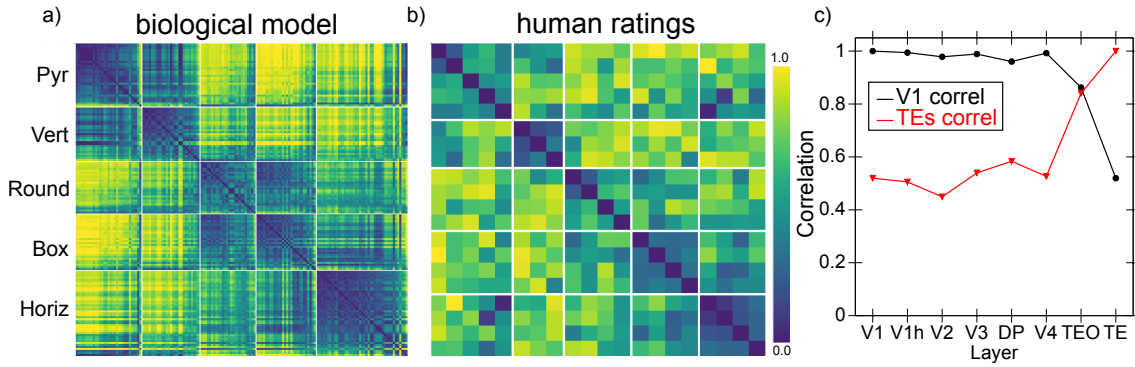 a)
biological model
Pyr
Vert
Round
Box
Horiz
b)
human ratings
1.0
0.0
c)
1
0.8
0.6
0.4
0.2
0
Correlation
V1 correl
TEs correl
V1 V1h V2 V3 DP V4 TEO TE
Layer